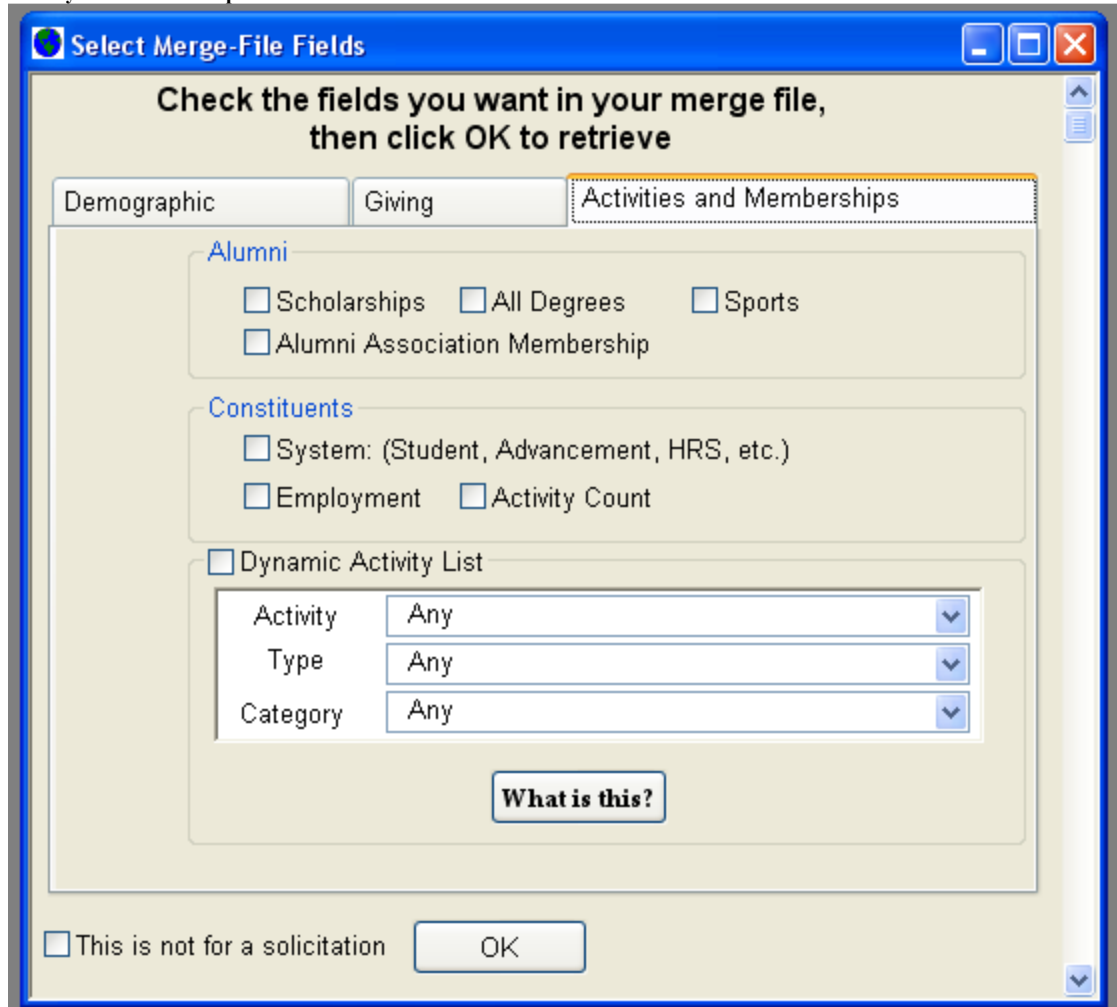 Select Merge-File Fields
Check the fields you want in your merge file,
then click OK to retrieve
Demographic Giving Activities and Memberships
Alumni
Scholarships All Degrees Sports
Alumni Association Membership
Constituents
System: (Student, Advancement, HRS, etc.)
Employment Activity Count
Dynamic Activity List
Activity Any
Type Any
Category Any
What is this?
This is not for a solicitation OK